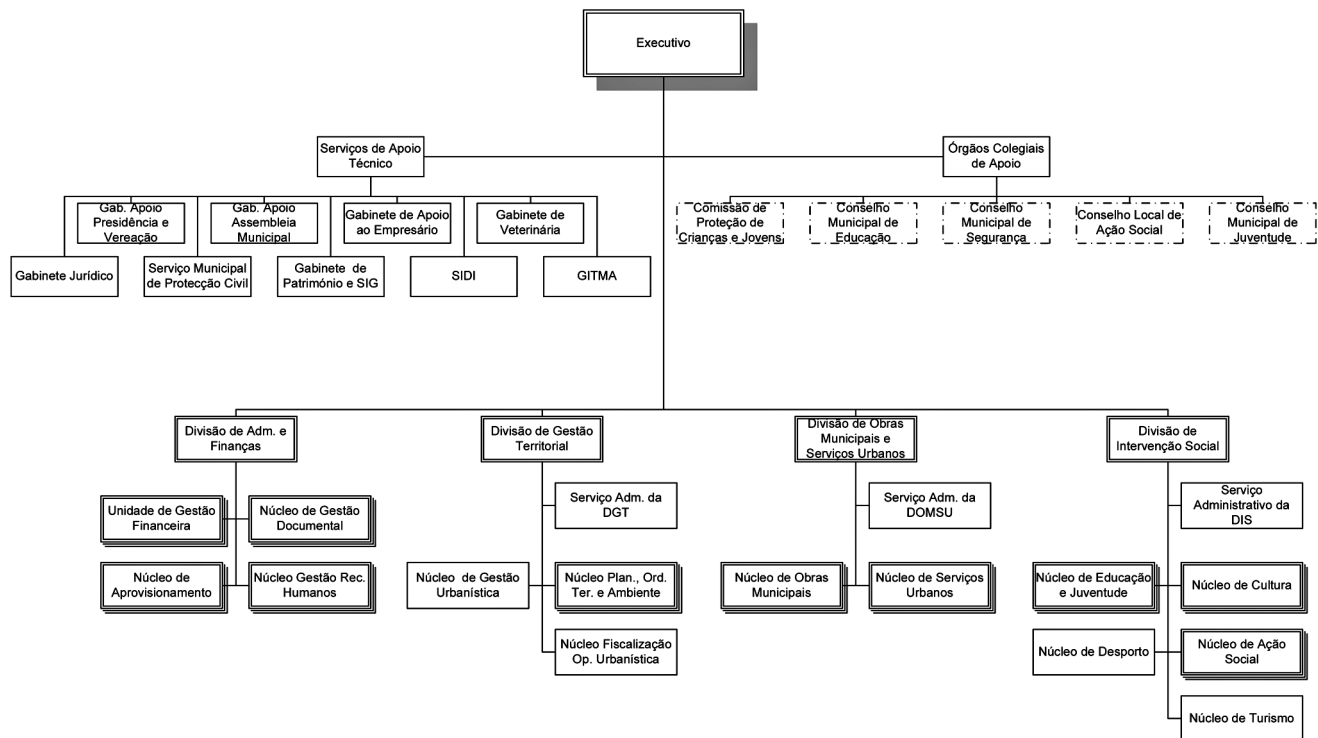 Executivo
Serviços de Apoio
Técnico
Órgãos Colegiais
de Apoio
Gab. Apoio
Presidência e
Vereação
Gab. Apoio
Assembleia
Municipal
Gabinete de Apoio
ao Empresário
Gabinete de
Veterinária
Comissão de
Proteção de
Crianças e Jovens
Conselho
Municipal de
Educação
Conselho
Municipal de
Segurança
Conselho Local de
Ação Social
Conselho
Municipal de
Juventude
Gabinete Jurídico
Serviço Municipal
de Protecção Civil
Gabinete de
Património e SIG
SIDI
GITMA
Divisão de Adm. e
Finanças
Divisão de Gestão
Territorial
Divisão de Obras
Municipais e
Serviços Urbanos
Divisão de
Intervenção Social
Unidade de Gestão
Financeira
Núcleo de Gestão
Documental
Serviço Adm. da
DGT
Serviço Adm. da
DOMSU
Serviço
Administrativo da
DIS
Núcleo de
Aprovisionamento
Núcleo Gestão Rec.
Humanos
Núcleo de Gestão
Urbanística
Núcleo Plan., Ord.
Ter. e Ambiente
Núcleo de Obras
Municipais
Núcleo de Serviços
Urbanos
Núcleo de Educação
e Juventude
Núcleo de Cultura
Núcleo Fiscalização
Op. Urbanística
Núcleo de Desporto
Núcleo de Ação
Social
Núcleo de Turismo